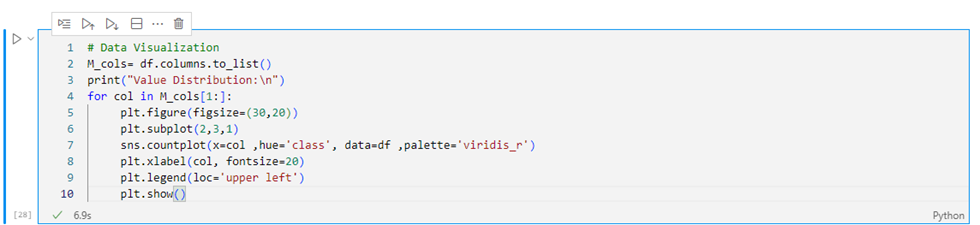 1 # Data Visualization
2 M_cols= df.columns.to_list()
3 print("Value Distribution:\n")
4 for col in M_cols[1:]:
5     plt.figure(figsize=(30,20))
6     plt.subplot(2,3,1)
7     sns.countplot(x=col ,hue='class', data=df ,palette='viridis_r')
8     plt.xlabel(col, fontsize=20)
9     plt.legend(loc='upper left')
10     plt.show()
[28] 6.9s Python